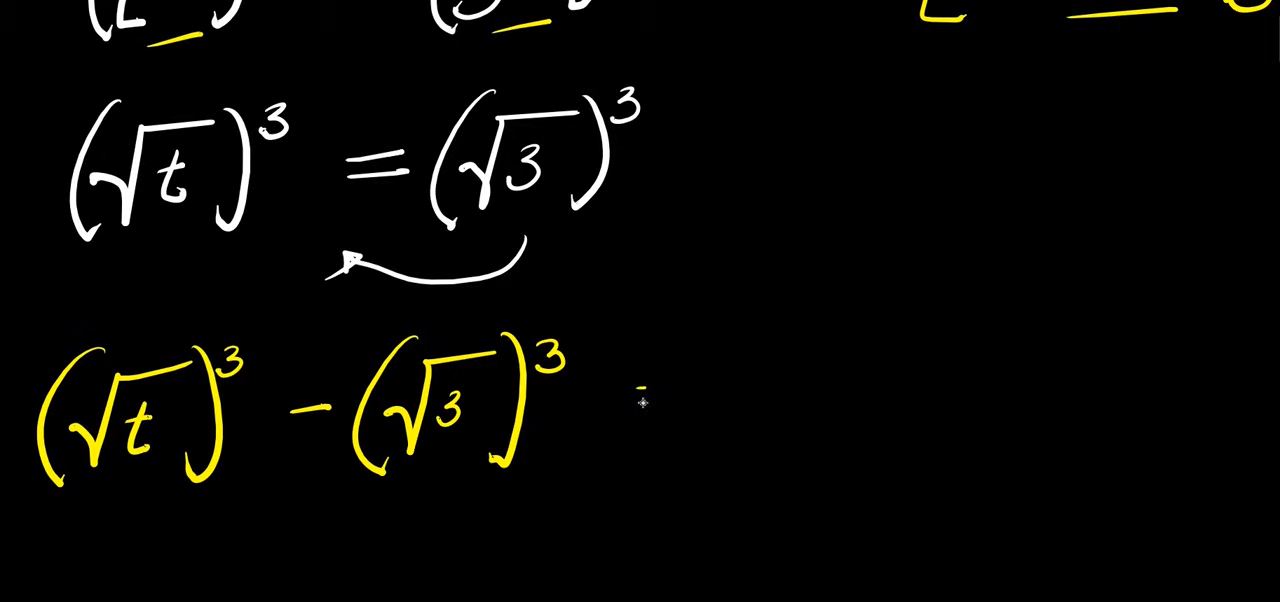 (√t)³ = (√3)³
(√t)³ - (√3)³